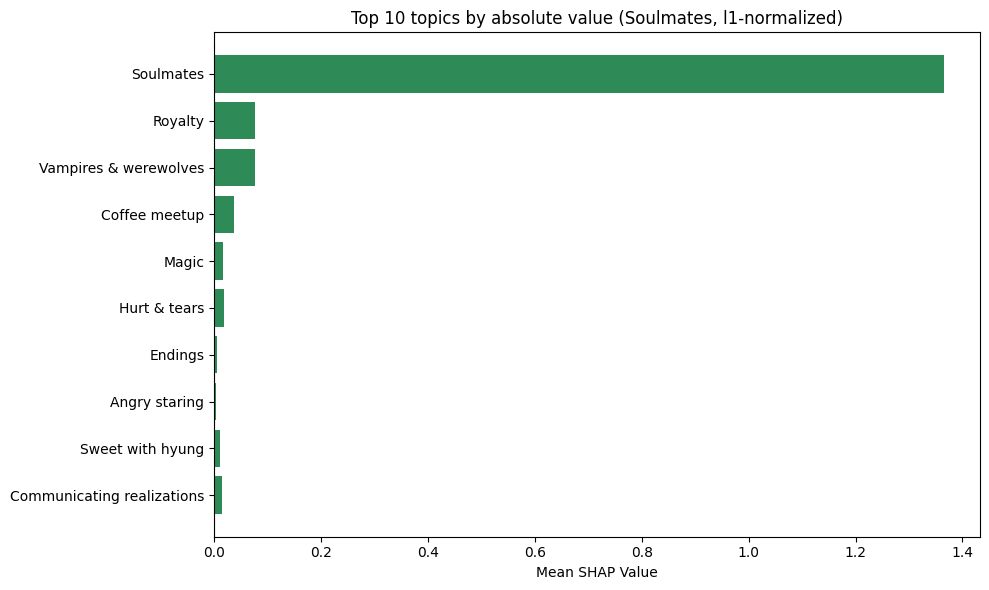 Top 10 topics by absolute value (Soulmates, l1-normalized)
Soulmates
Royalty
Vampires & werewolves
Coffee meetup
Magic
Hurt & tears
Endings
Angry staring
Sweet with hyung
Communicating realizations
0.0 0.2 0.4 0.6 0.8 1.0 1.2 1.4
Mean SHAP Value